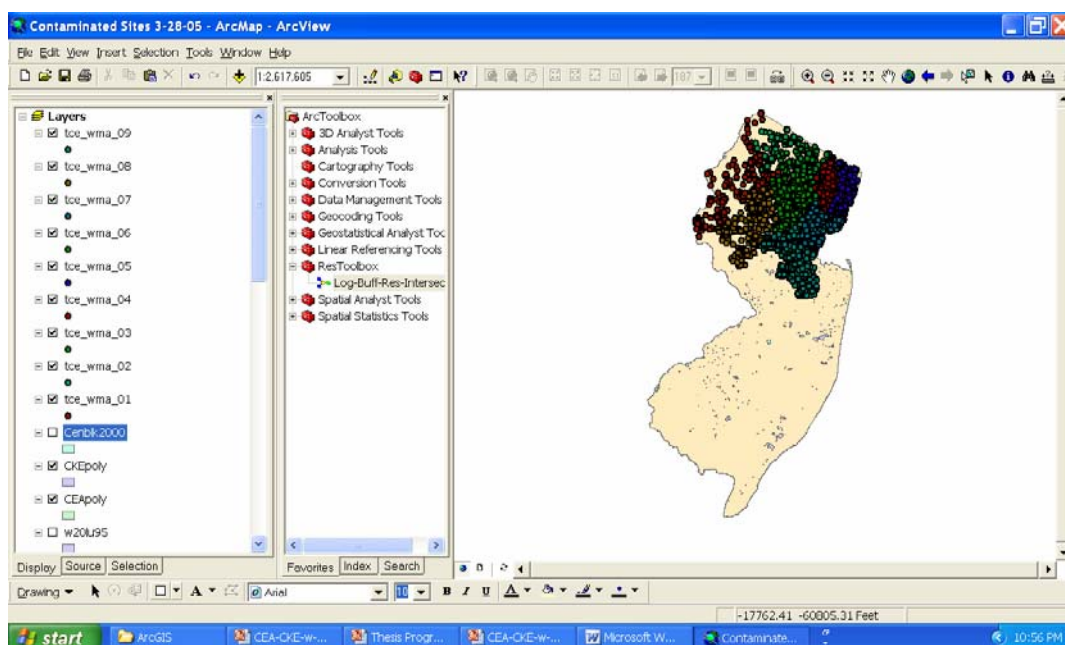 Contaminated Sites 3-28-05 - ArcMap - ArcView
File Edit View Insert Selection Tools Window Help
1:2,617,605
187
Layers
tce_wma_09
tce_wma_08
tce_wma_07
tce_wma_06
tce_wma_05
tce_wma_04
tce_wma_03
tce_wma_02
tce_wma_01
Cenblk2000
CKEpoly
CEApoly
w20lu95
Display Source Selection
ArcToolbox
3D Analyst Tools
Analysis Tools
Cartography Tools
Conversion Tools
Data Management Tools
Geocoding Tools
Geostatistical Analyst Too
Linear Referencing Tools
ResToolbox
Log-Buff-Res-Intersec
Spatial Analyst Tools
Spatial Statistics Tools
Favorites Index Search
Drawing A Arial 10 B I U A
-17762.41 -60805.31 Feet
start ArcGIS CEA-CKE-w-... Thesis Progr... CEA-CKE-w-... Microsoft W... Contaminate... 10:56 PM